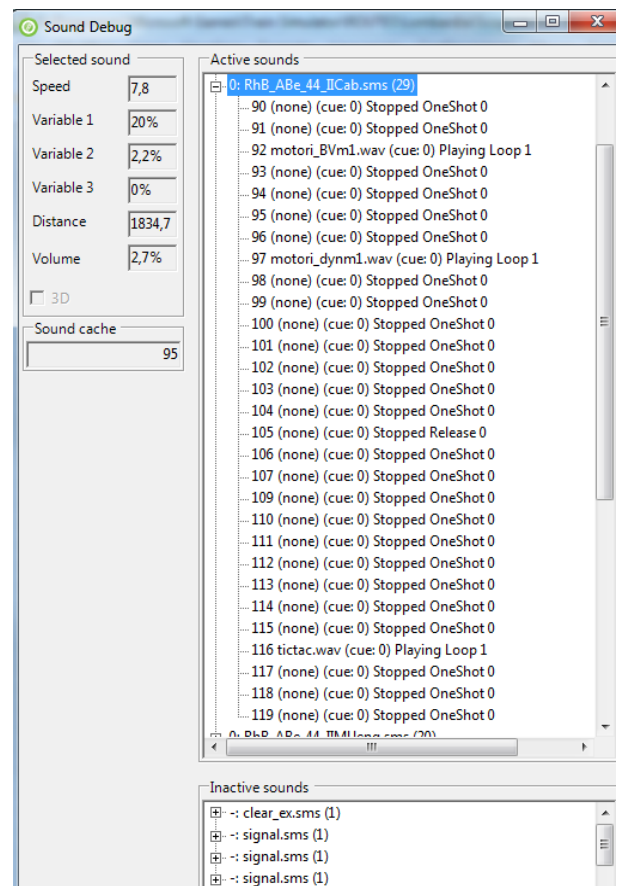 Sound Debug
Selected sound
Speed 7,8
Variable 1 20%
Variable 2 2,2%
Variable 3 0%
Distance 1834,7
Volume 2,7%
3D
Sound cache
95
Active sounds
0: RhB_ABe_44_IICab.sms (29)
90 (none) (cue: 0) Stopped OneShot 0
91 (none) (cue: 0) Stopped OneShot 0
92 motori_BVm1.wav (cue: 0) Playing Loop 1
93 (none) (cue: 0) Stopped OneShot 0
94 (none) (cue: 0) Stopped OneShot 0
95 (none) (cue: 0) Stopped OneShot 0
96 (none) (cue: 0) Stopped OneShot 0
97 motori_dynm1.wav (cue: 0) Playing Loop 1
98 (none) (cue: 0) Stopped OneShot 0
99 (none) (cue: 0) Stopped OneShot 0
100 (none) (cue: 0) Stopped OneShot 0
101 (none) (cue: 0) Stopped OneShot 0
102 (none) (cue: 0) Stopped OneShot 0
103 (none) (cue: 0) Stopped OneShot 0
104 (none) (cue: 0) Stopped OneShot 0
105 (none) (cue: 0) Stopped Release 0
106 (none) (cue: 0) Stopped OneShot 0
107 (none) (cue: 0) Stopped OneShot 0
109 (none) (cue: 0) Stopped OneShot 0
110 (none) (cue: 0) Stopped OneShot 0
111 (none) (cue: 0) Stopped OneShot 0
112 (none) (cue: 0) Stopped OneShot 0
113 (none) (cue: 0) Stopped OneShot 0
114 (none) (cue: 0) Stopped OneShot 0
115 (none) (cue: 0) Stopped OneShot 0
116 tictac.wav (cue: 0) Playing Loop 1
117 (none) (cue: 0) Stopped OneShot 0
118 (none) (cue: 0) Stopped OneShot 0
119 (none) (cue: 0) Stopped OneShot 0
0: RhB_ABe_44_IIMUeng.sms (20)
Inactive sounds
-: clear_ex.sms (1)
-: signal.sms (1)
-: signal.sms (1)
-: signal.sms (1)